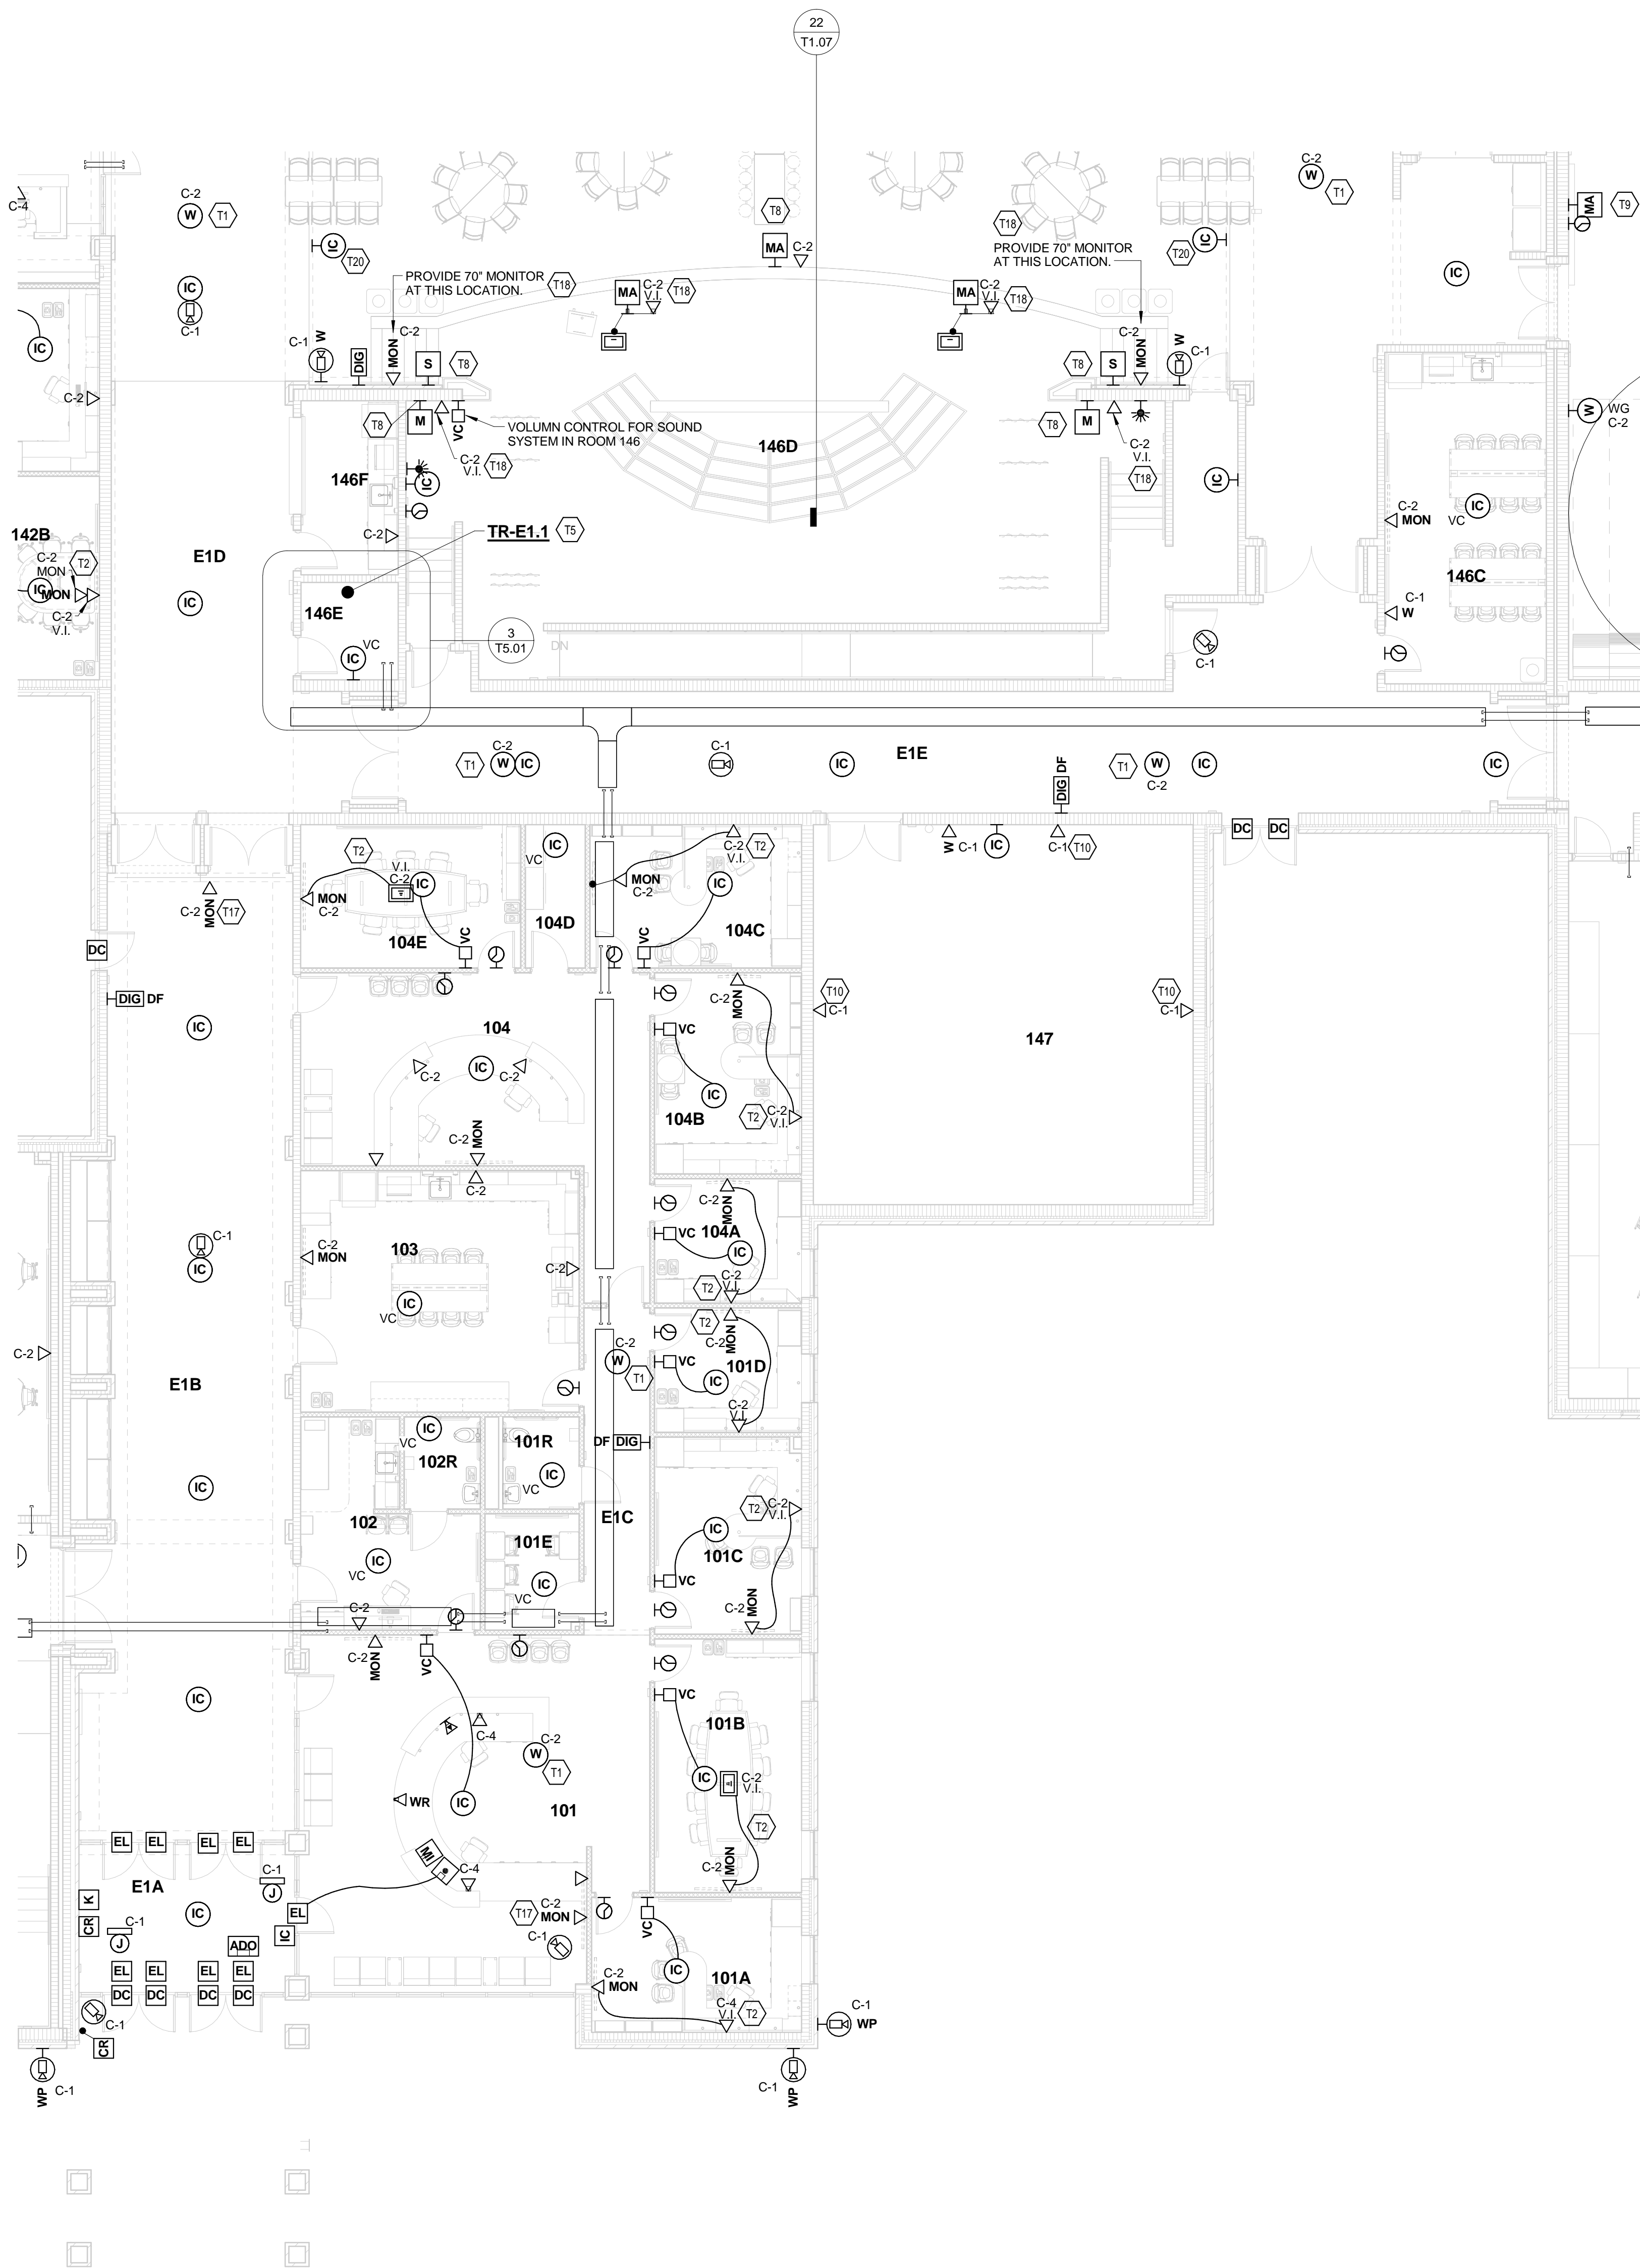 22
T1.07
C-4
C-2
W T1
IC
C-1
IC
T20
PROVIDE 70" MONITOR
AT THIS LOCATION.
T18
T8
MA C-2
MA
C-2
V.I.
T18
MA
C-2
V.I.
T18
T18
PROVIDE 70" MONITOR
AT THIS LOCATION.
T20
IC
C-2
W
T1
MA
T9
IC
IC
C-1
W
DIG
MON
C-2
S
T8
T8
S
C-2
MON
W
C-1
C-2
T8
M
VC
VOLUMN CONTROL FOR SOUND
SYSTEM IN ROOM 146
C-2
V.I.
T18
146D
T8
M
C-2
V.I.
T18
W
WG
C-2
146F
IC
IC
C-2
MON
VC
IC
142B
C-2
MON
T2
IC
MON
C-2
V.I.
E1D
IC
C-2
TR-E1.1
T5
146E
IC
VC
3
T5.01
DN
C-1
146C
C-1
W
T1
C-2
W
IC
C-1
IC
E1E
T1
W
C-2
IC
IC
DIG DF
DC
DC
C-2
MON
T17
T2
V.I.
C-2
IC
MON
C-2
104E
VC
VC
IC
104D
MON
C-2
C-2
V.I.
T2
IC
VC
104C
W
C-1
IC
C-1
T10
DC
DIG DF
IC
104
C-2
IC
C-2
C-2
MON
C-2
MON
VC
IC
104B
T2
C-2
V.I.
T10
C-1
T10
C-1
147
C-2
C-2
MON
103
IC
VC
C-2
C-2
MON
VC
104A
IC
T2
C-2
V.I.
C-1
IC
C-2
E1B
IC
C-2
W
T1
T2
C-2
MON
VC
IC
101D
C-2
V.I.
IC
VC
102R
101R
IC
VC
DF DIG
102
IC
VC
101E
IC
VC
E1C
T2
C-2
V.I.
IC
101C
VC
C-2
MON
C-2
C-2
MON
VC
IC
C-4
C-2
W
T1
WR
IC
101
VC
101B
IC
C-2
V.I.
T2
C-2
MON
EL
EL
EL
EL
E1A
K
CR
C-1
J
IC
C-1
J
EL
IC
MI
C-4
ADO
EL
EL
EL
EL
DC
DC
DC
DC
C-1
CR
T17
C-2
MON
C-1
VC
IC
101A
C-2
MON
C-4
V.I.
T2
C-1
WP
C-1
WP
C-1
WP